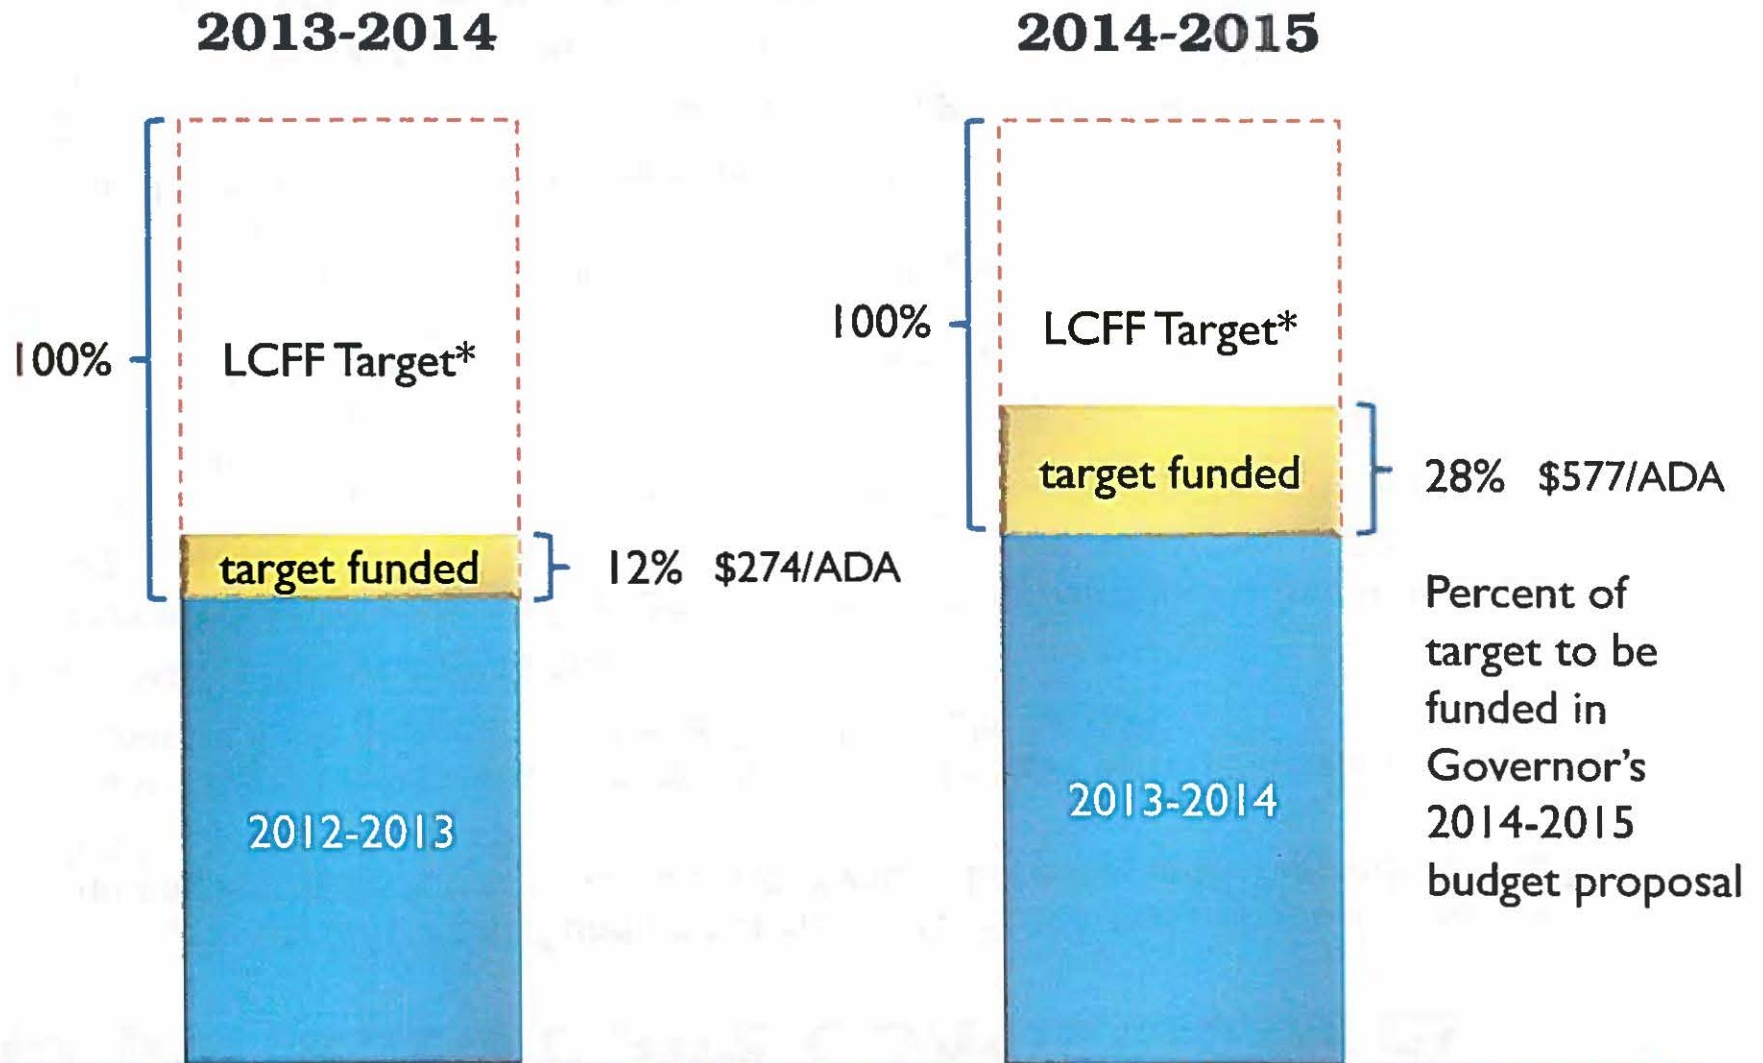 2013-2014
100%
LCFF Target*
target funded
12% $274/ADA
2012-2013
2014-2015
100%
LCFF Target*
target funded
28% $577/ADA
2013-2014
Percent of
target to be
funded in
Governor's
2014-2015
budget proposal